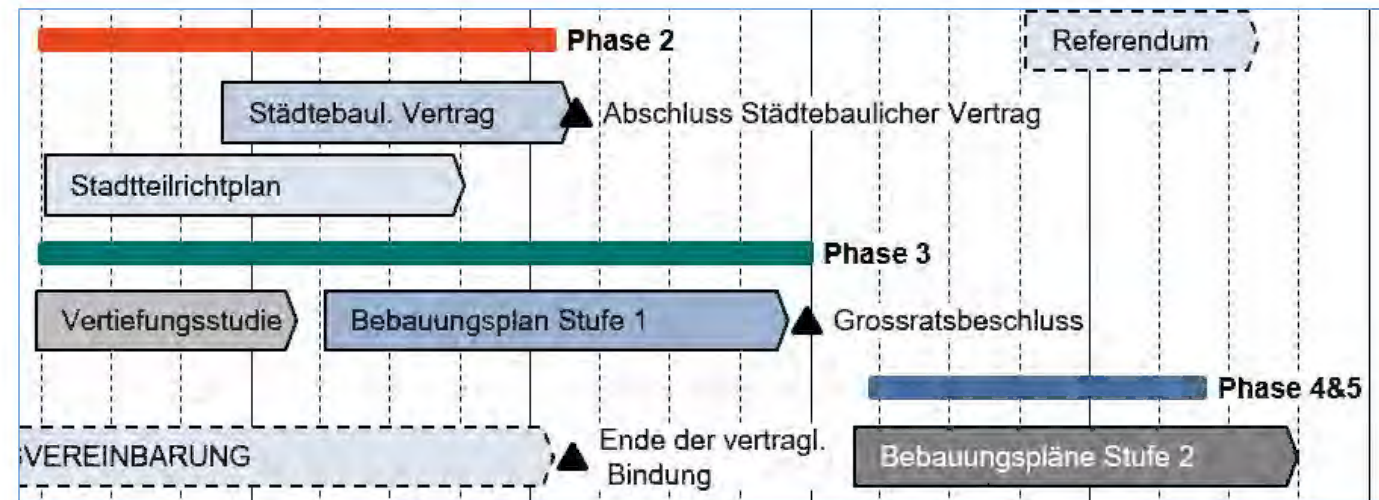 Phase 2
Referendum
Städtebaul. Vertrag
Abschluss Städtebaulicher Vertrag
Stadtteilrichtplan
Phase 3
Vertiefungsstudie
Bebauungsplan Stufe 1
Grossratsbeschluss
Phase 4&5
VEREINBARUNG
Ende der vertragl.
Bindung
Bebauungspläne Stufe 2